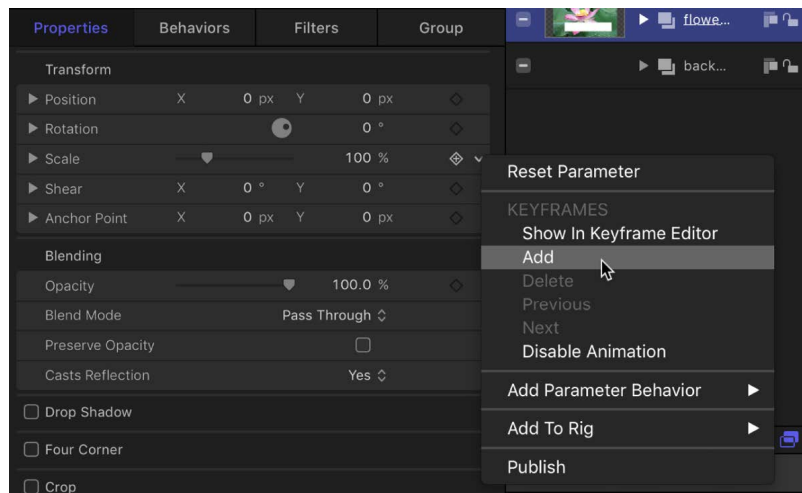 Properties Behaviors Filters Group
flowe...
Transform
back...
Position X 0 px Y 0 px
Rotation 0 °
Scale 100 %
Reset Parameter
Shear X 0 ° Y 0 °
KEYFRAMES
Anchor Point X 0 px Y 0 px
Show In Keyframe Editor
Blending
Add
Opacity 100.0 %
Delete
Blend Mode Pass Through
Previous
Next
Preserve Opacity
Disable Animation
Casts Reflection Yes
Add Parameter Behavior
Drop Shadow
Add To Rig
Four Corner
Publish
Crop